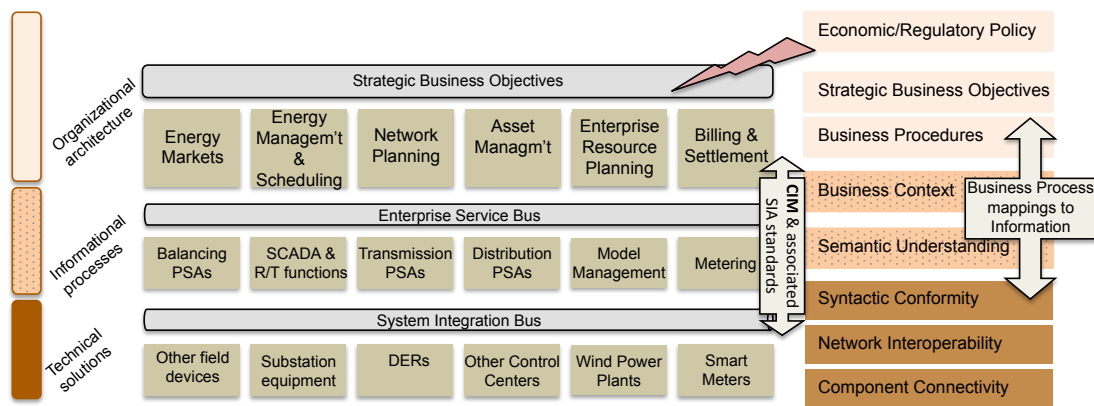 Economic/Regulatory Policy
Strategic Business Objectives
Strategic Business Objectives
Organizational
architecture
Energy
Markets
Energy
Managem't
&
Scheduling
Network
Planning
Asset
Managm't
Enterprise
Resource
Planning
Billing &
Settlement
Business Procedures
Business Context
Business Process
mappings to
Information
CIM & associated
SIA standards
Enterprise Service Bus
Informational
processes
Balancing
PSAs
SCADA &
R/T functions
Transmission
PSAs
Distribution
PSAs
Model
Management
Metering
Semantic Understanding
Syntactic Conformity
System Integration Bus
Technical
solutions
Other field
devices
Substation
equipment
DERs
Other Control
Centers
Wind Power
Plants
Smart
Meters
Network Interoperability
Component Connectivity